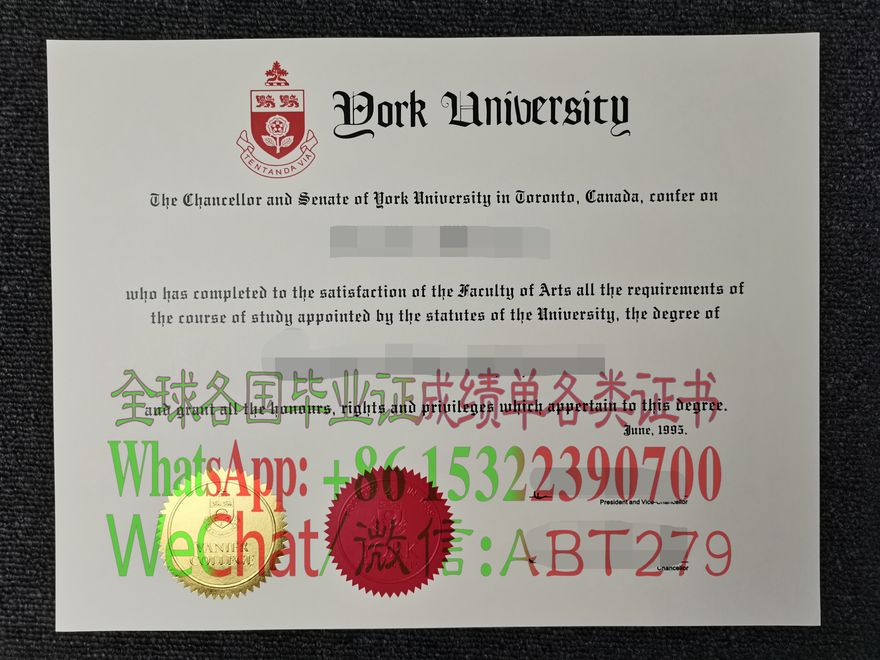 York University
TENTANDA VIA
The Chancellor and Senate of York University in Toronto, Canada, confer on
who has completed to the satisfaction of the Faculty of Arts all the requirements of
the course of study appointed by the statutes of the University, the degree of
全球各国毕业证成绩单各类证书
and grant all the honours, rights and privileges which appertain to this degree.
June, 1995.
WhatsApp: +86 15322390700
President and Vice-Chancellor
VANIER
COLLEGE
WeChat/微信:ABT279
Chancellor